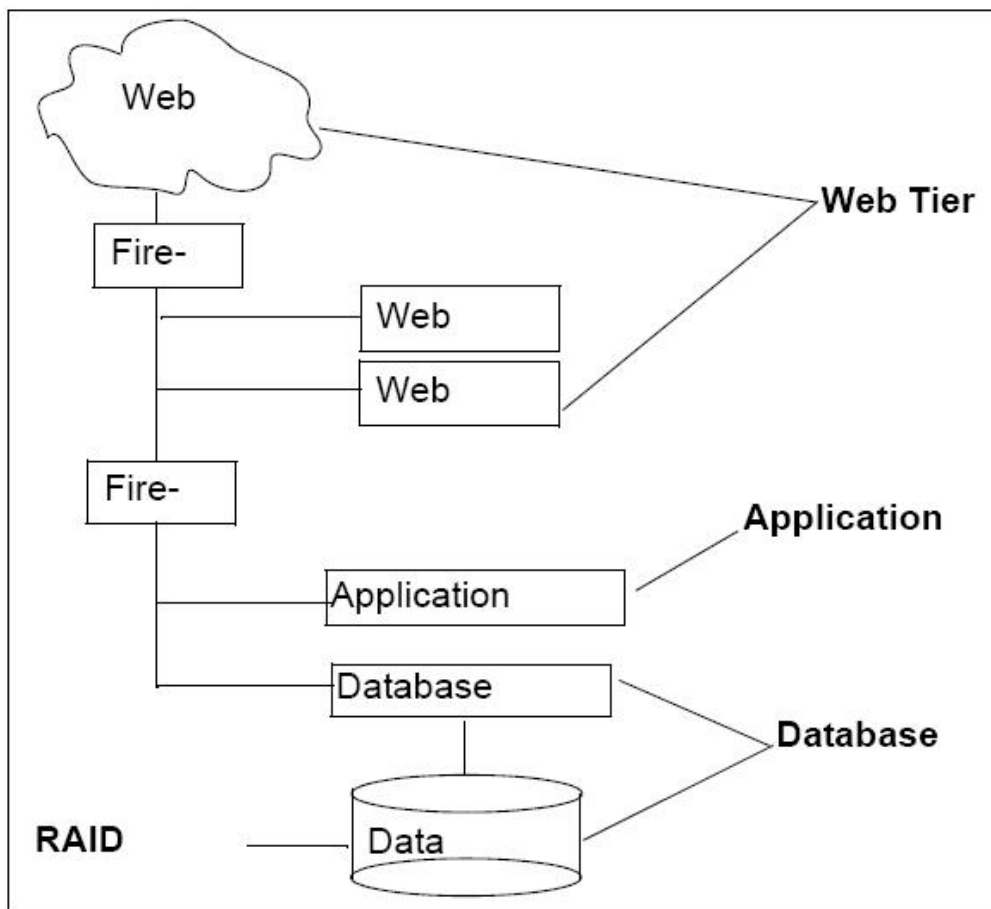 Web
Web Tier
Fire-
Web
Web
Fire-
Application
Application
Database
Database
RAID
Data